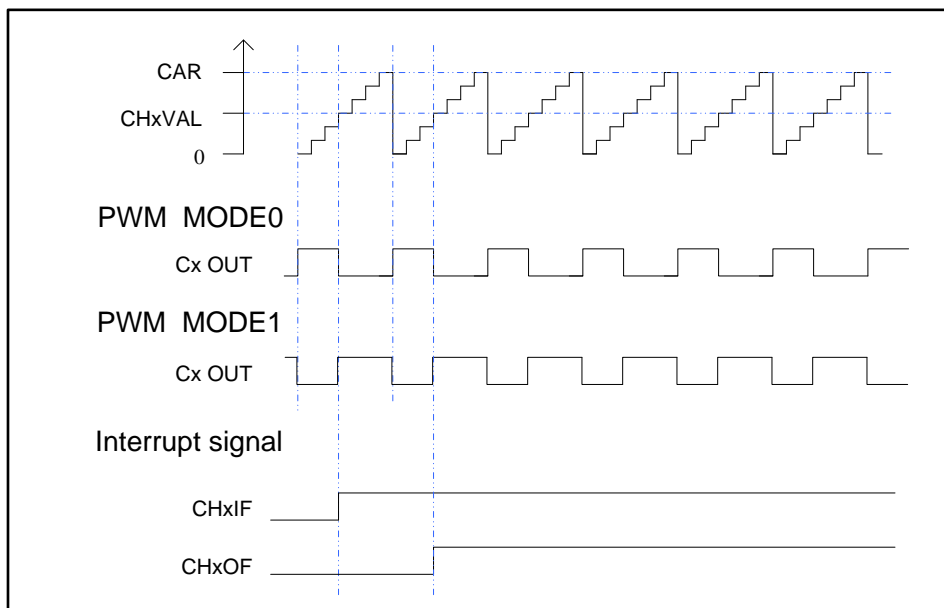 CAR
CHxVAL
0
PWM MODE0
Cx OUT
PWM MODE1
Cx OUT
Interrupt signal
CHxIF
CHxOF